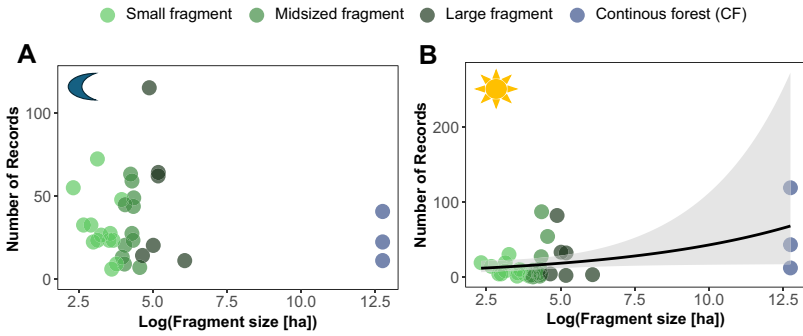 Small fragment Midsized fragment Large fragment Continous forest (CF)
A
Number of Records
100
50
0
2.5 5.0 7.5 10.0 12.5
Log(Fragment size [ha])
B
Number of Records
200
100
0
2.5 5.0 7.5 10.0 12.5
Log(Fragment size [ha])